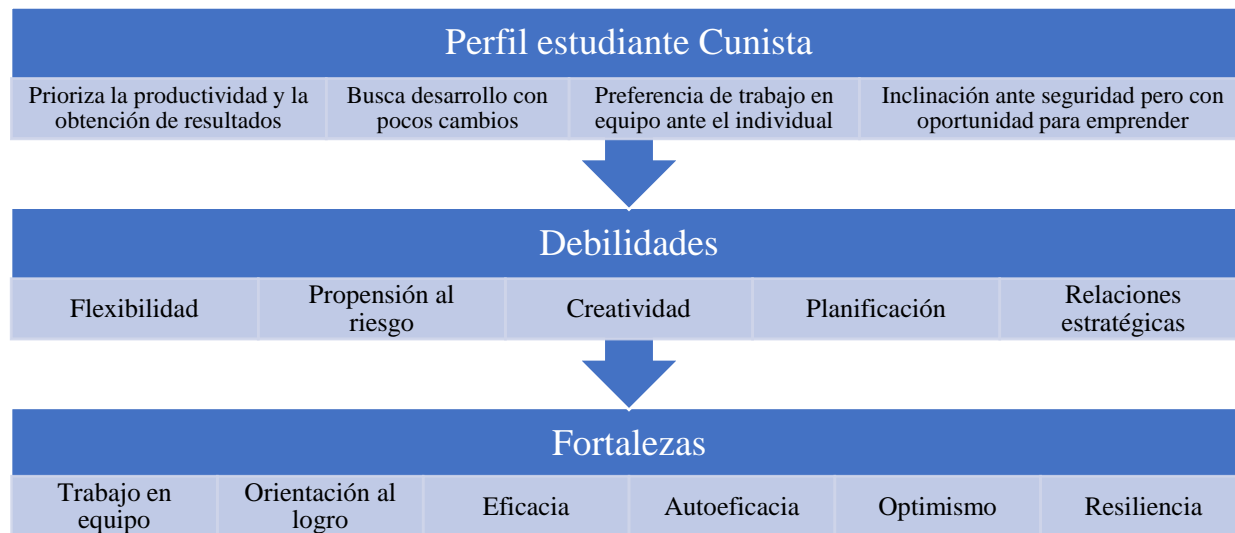 Perfil estudiante Cunista
Prioriza la productividad y la
obtención de resultados
Busca desarrollo con
pocos cambios
Preferencia de trabajo en
equipo ante el individual
Inclinación ante seguridad pero con
oportunidad para emprender
Debilidades
Flexibilidad
Propensión al
riesgo
Creatividad
Planificación
Relaciones
estratégicas
Fortalezas
Trabajo en
equipo
Orientación al
logro
Eficacia
Autoeficacia
Optimismo
Resiliencia